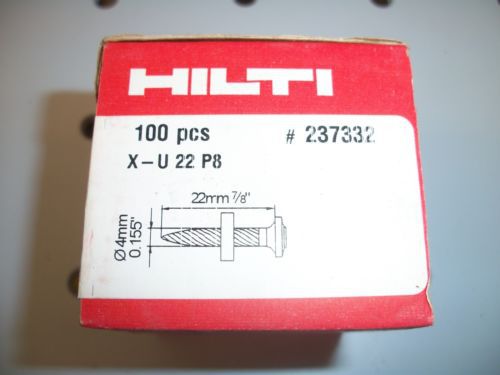 HILTI
100 pcs # 237332
X-U 22 P8
22mm 7/8"
Ø4mm
0.155"